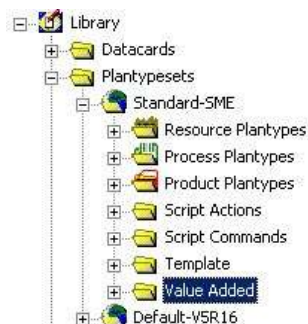 Library
Datacards
Plantypesets
Standard-SME
Resource Plantypes
Process Plantypes
Product Plantypes
Script Actions
Script Commands
Template
Value Added
Default-V5R16